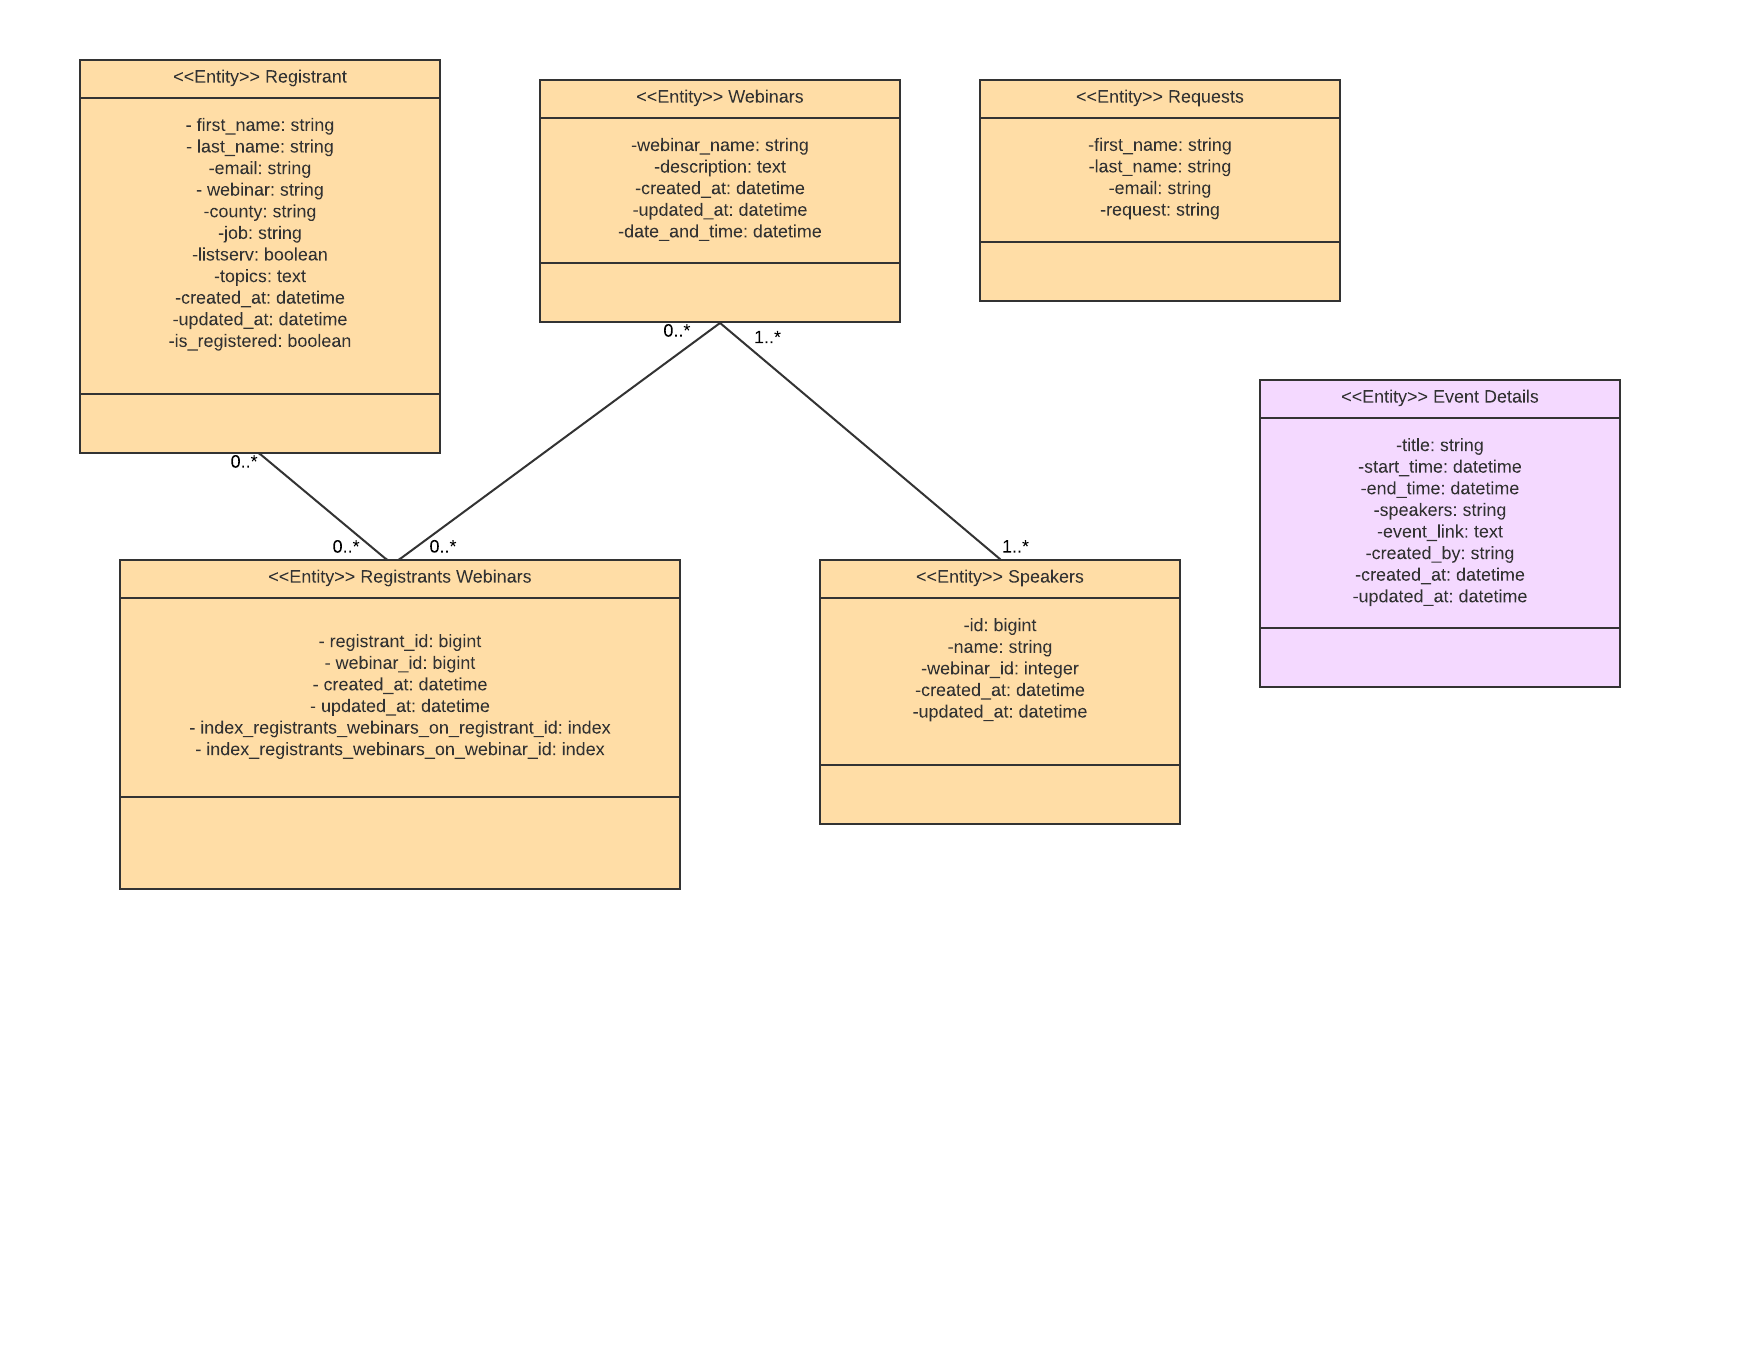 <<Entity>> Registrant
- first_name: string
- last_name: string
-email: string
- webinar: string
-county: string
-job: string
-listserv: boolean
-topics: text
-created_at: datetime
-updated_at: datetime
-is_registered: boolean
<<Entity>> Webinars
-webinar_name: string
-description: text
-created_at: datetime
-updated_at: datetime
-date_and_time: datetime
<<Entity>> Requests
-first_name: string
-last_name: string
-email: string
-request: string
0..*
1..*
<<Entity>> Event Details
-title: string
-start_time: datetime
-end_time: datetime
-speakers: string
-event_link: text
-created_by: string
-created_at: datetime
-updated_at: datetime
0..*
0..*
0..*
1..*
<<Entity>> Registrants Webinars
- registrant_id: bigint
- webinar_id: bigint
- created_at: datetime
- updated_at: datetime
- index_registrants_webinars_on_registrant_id: index
- index_registrants_webinars_on_webinar_id: index
<<Entity>> Speakers
-id: bigint
-name: string
-webinar_id: integer
-created_at: datetime
-updated_at: datetime